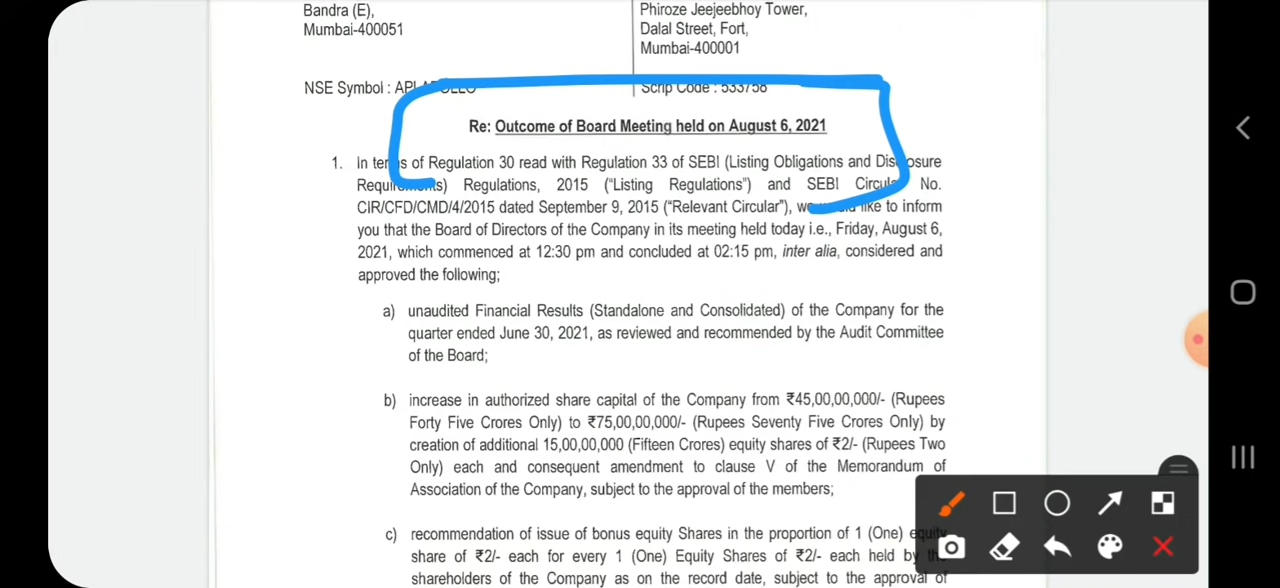 Bandra (E),
Mumbai-400051
Phiroze Jeejeebhoy Tower,
Dalal Street, Fort,
Mumbai-400001
NSE Symbol : APL APOLLO
Scrip Code : 533758
Re: Outcome of Board Meeting held on August 6, 2021
1. In terms of Regulation 30 read with Regulation 33 of SEBI (Listing Obligations and Disclosure
Requirements) Regulations, 2015 (“Listing Regulations”) and SEBI Circular No.
CIR/CFD/CMD/4/2015 dated September 9, 2015 (“Relevant Circular”), we would like to inform
you that the Board of Directors of the Company in its meeting held today i.e., Friday, August 6,
2021, which commenced at 12:30 pm and concluded at 02:15 pm, inter alia, considered and
approved the following;
a) unaudited Financial Results (Standalone and Consolidated) of the Company for the
quarter ended June 30, 2021, as reviewed and recommended by the Audit Committee
of the Board;
b) increase in authorized share capital of the Company from ₹45,00,00,000/- (Rupees
Forty Five Crores Only) to ₹75,00,00,000/- (Rupees Seventy Five Crores Only) by
creation of additional 15,00,00,000 (Fifteen Crores) equity shares of ₹2/- (Rupees Two
Only) each and consequent amendment to clause V of the Memorandum of
Association of the Company, subject to the approval of the members;
c) recommendation of issue of bonus equity Shares in the proportion of 1 (One) equity
share of ₹2/- each for every 1 (One) Equity Shares of ₹2/- each held by the
shareholders of the Company as on the record date, subject to the approval of